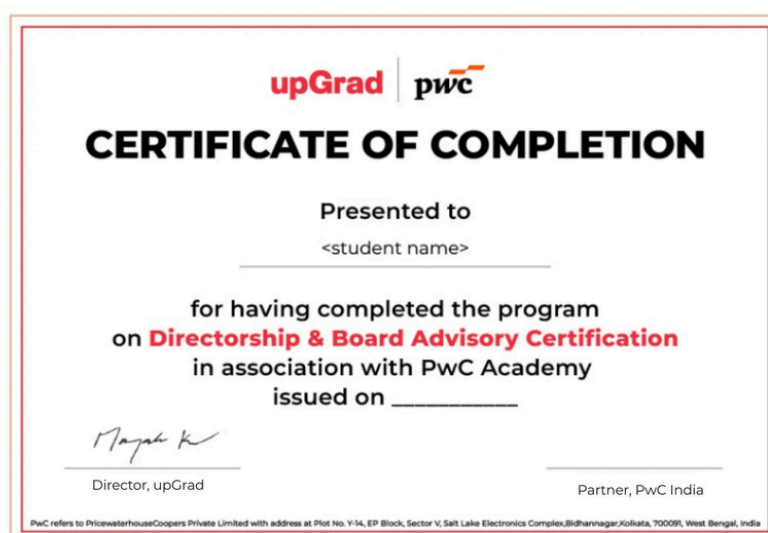 upGrad pwc
CERTIFICATE OF COMPLETION
Presented to
<student name>
for having completed the program
on Directorship & Board Advisory Certification
in association with PwC Academy
issued on ___________
Director, upGrad
Partner, PwC India
PwC refers to PricewaterhouseCoopers Private Limited with address at Plot No. Y-14, EP Block, Sector V, Salt Lake Electronics Complex,Bidhannagar,Kolkata, 700091, West Bengal, India